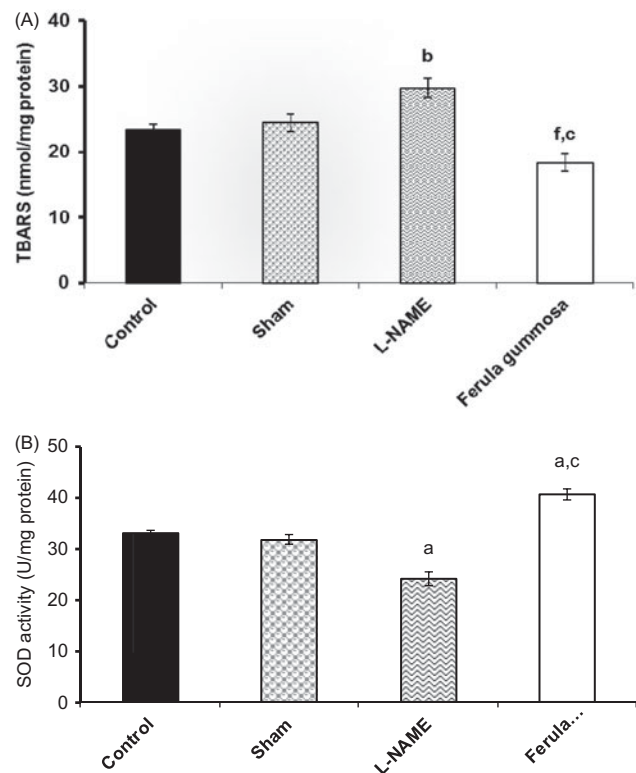 (A)
40
30
20
10
0
TBARS (nmol/mg protein)
b
f,c
Control
Sham
L-NAME
Ferula gummosa
(B)
50
40
30
20
10
0
SOD activity (U/mg protein)
a
a,c
Control
Sham
L-NAME
Ferula...